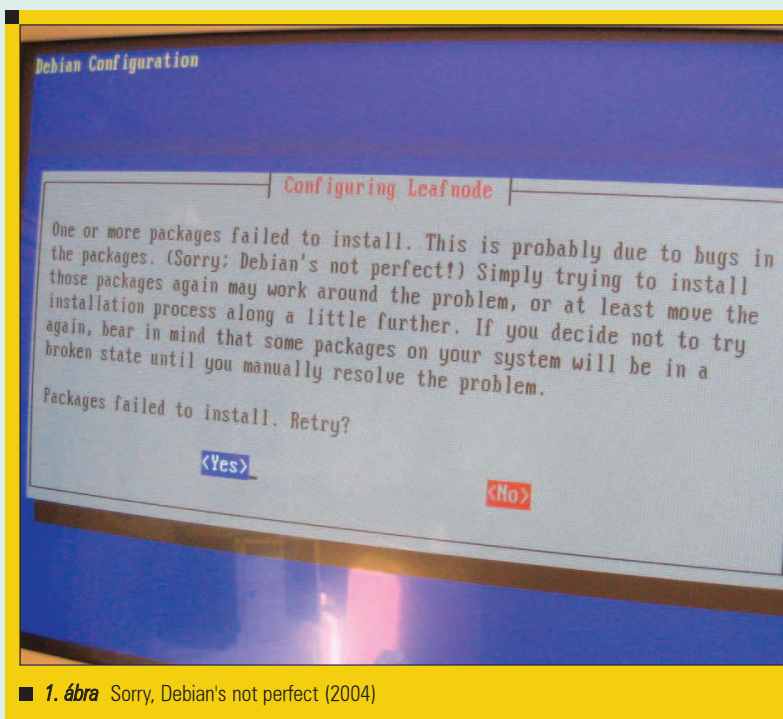 Debian Configuration
Configuring Leafnode
One or more packages failed to install. This is probably due to bugs in
the packages. (Sorry; Debian's not perfect!) Simply trying to install
those packages again may work around the problem, or at least move the
installation process along a little further. If you decide not to try
again, bear in mind that some packages on your system will be in a
broken state until you manually resolve the problem.
Packages failed to install. Retry?
<Yes>
<No>
1. ábra Sorry, Debian's not perfect (2004)